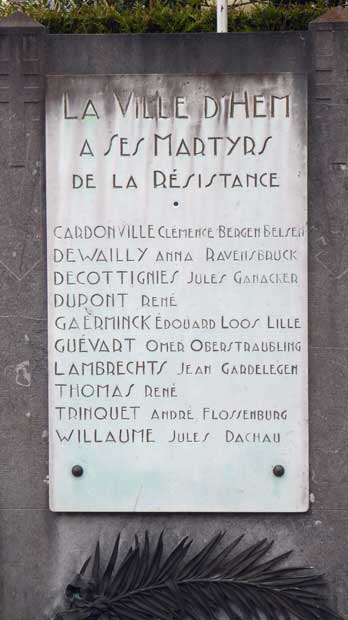 LA VILLE D'HEM
A SES MARTYRS
DE LA RÉSISTANCE
CARDONVILLE CLÉMENCE BERGEN BELSEN
DEWAILLY ANNA RAVENSBRUCK
DECOTTIGNIES JULES GANACKER
DUPONT RENÉ
GAËRMINCK ÉDOUARD LOOS LILLE
GUÉVART OMER OBERSTRAUBLING
LAMBRECHTS JEAN GARDELEGEN
THOMAS RENÉ
TRINQUET ANDRÉ FLOSSENBURG
WILLAUME JULES DACHAU